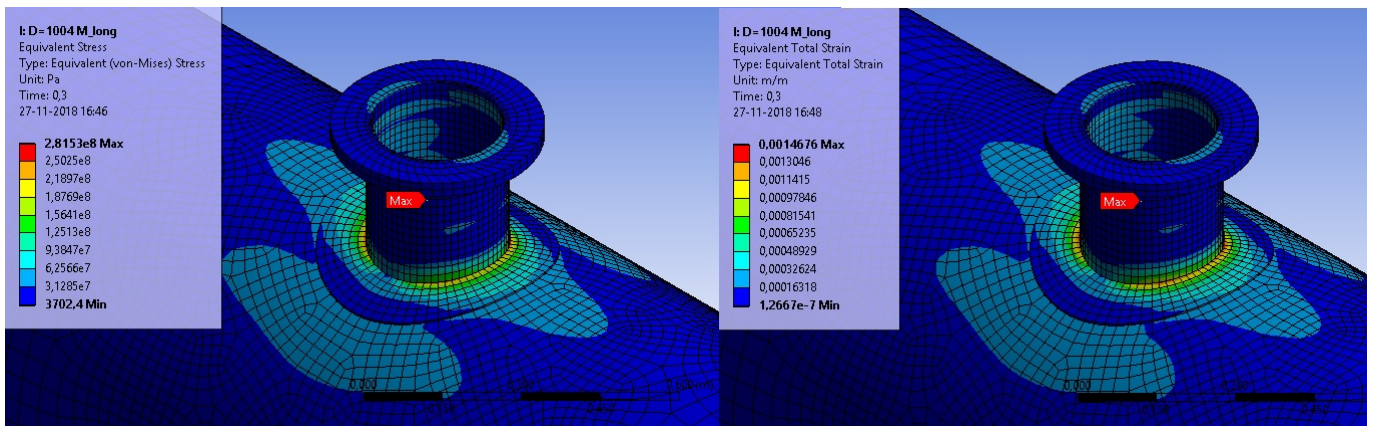 I: D= 1004 M_long
Equivalent Stress
Type: Equivalent (von-Mises) Stress
Unit: Pa
Time: 0,3
27-11-2018 16:46
2,8153e8 Max
2,5025e8
2,1897e8
1,8769e8
1,5641e8
1,2513e8
9,3847e7
6,2566e7
3,1285e7
3702,4 Min
Max
0,000
I: D= 1004 M_long
Equivalent Total Strain
Type: Equivalent Total Strain
Unit: m/m
Time: 0,3
27-11-2018 16:48
0,0014676 Max
0,0013046
0,0011415
0,00097846
0,00081541
0,00065235
0,00048929
0,00032624
0,00016318
1,2667e-7 Min
Max
0,000